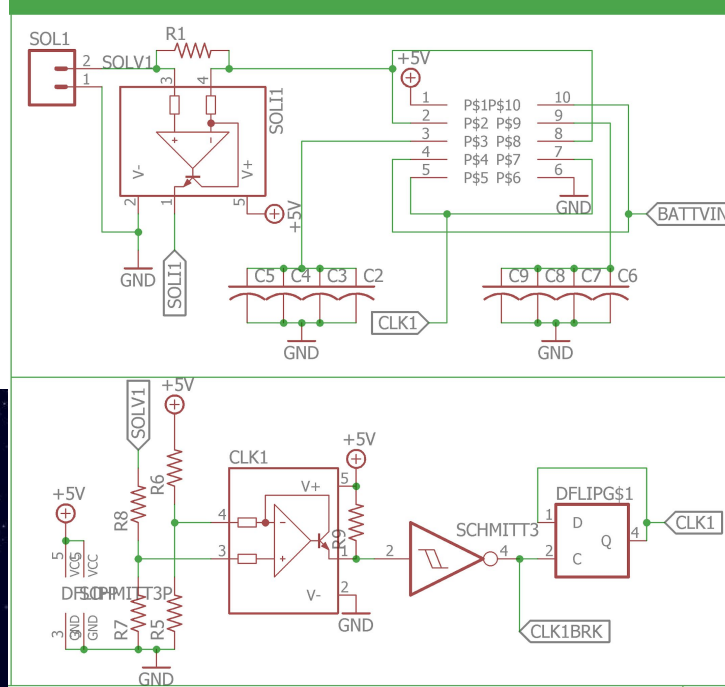 SOL1
R1
2
SOLV1
1
3
4
SOLI1
V-
V+
2
1
5
+5V
GND
SOLI1
+5V
1 P$1 P$10 10
2 P$2 P$9 9
3 P$3 P$8 8
4 P$4 P$7 7
5 P$5 P$6 6
GND
BATTVIN
C5 C4 C3 C2
GND
CLK1
C9 C8 C7 C6
GND
SOLV1
+5V
R6
R8
+5V
5 VCC
5 VCC
3 GND
GND
R7
R5
GND
CLK1
4
3
V+
V-
5
1
2
+5V
R9
GND
2
SCHMITT3
4
CLK1BRK
DFLIPG$1
1 D
2 C
Q 4
CLK1